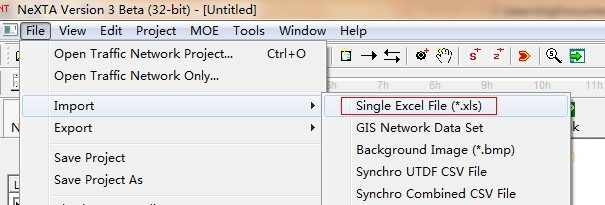 NeXTA Version 3 Beta (32-bit) - [Untitled]
File View Edit Project MOE Tools Window Help
Open Traffic Network Project... Ctrl+O
Open Traffic Network Only...
7h 8h 9h 10h 11h
Import
Single Excel File (*.xls)
Export
GIS Network Data Set
Background Image (*.bmp)
Save Project
Synchro UTDF CSV File
Save Project As
Synchro Combined CSV File